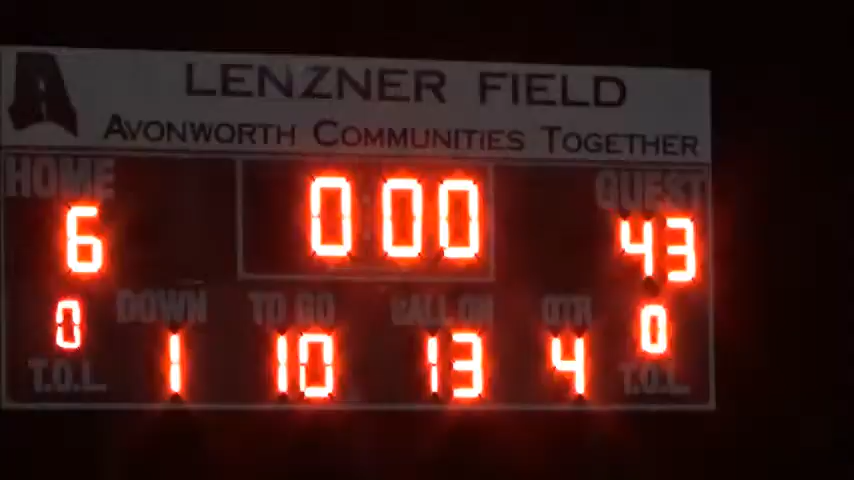 A
LENZNER FIELD
AVONWORTH COMMUNITIES TOGETHER
HOME 0:00 GUEST
6 43
DOWN TO GO BALL ON QTR
0 0
1 10 13 4
T.O.L. T.O.L.